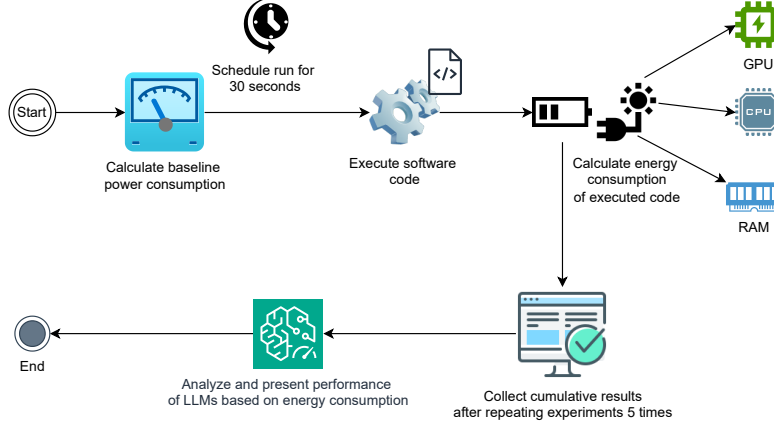 Schedule run for
30 seconds
</>
GPU
Start
CPU
Calculate baseline
power consumption
Execute software
code
Calculate energy
consumption
of executed code
RAM
End
Analyze and present performance
of LLMs based on energy consumption
Collect cumulative results
after repeating experiments 5 times